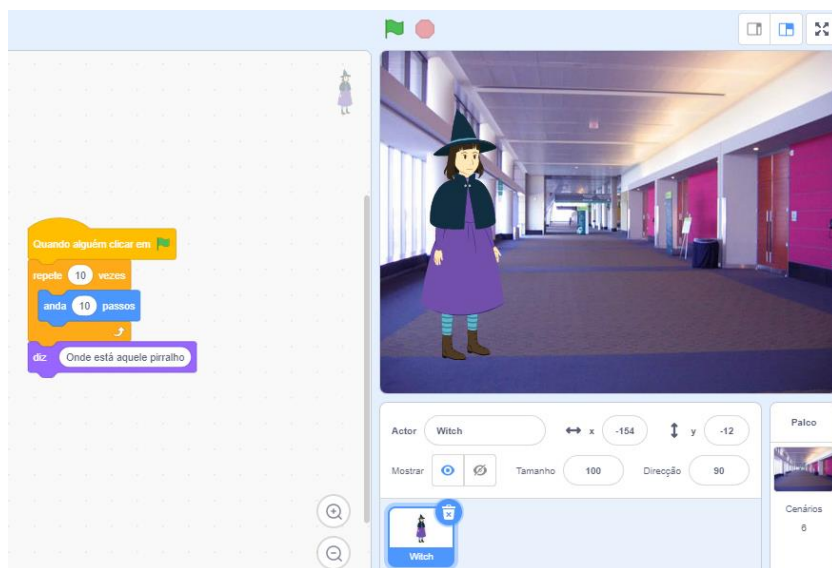 Quando alguém clicar em
repete 10 vezes
anda 10 passos
diz Onde está aquele pirralho
Actor Witch x -154 y -12
Mostrar Tamanho 100 Direcção 90
Witch
Palco
Cenários
6